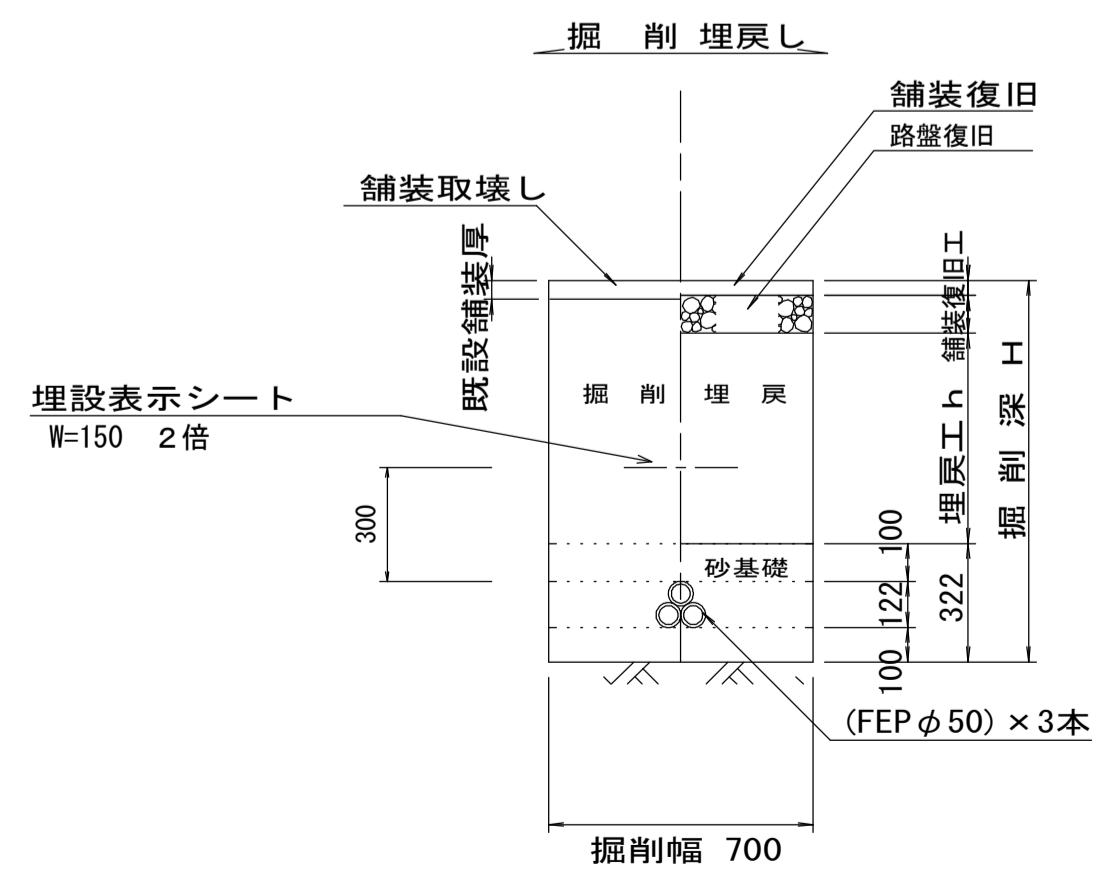 掘 削 埋戻し
舗装復旧
路盤復旧
舗装取壊し
既設舗装厚
舗装復旧工
掘 削 埋 戻
埋設表示シート
W=150 2倍
埋戻工h
掘削深 H
300
100
砂基礎
122
322
100
(FEPφ50)×3本
掘削幅 700